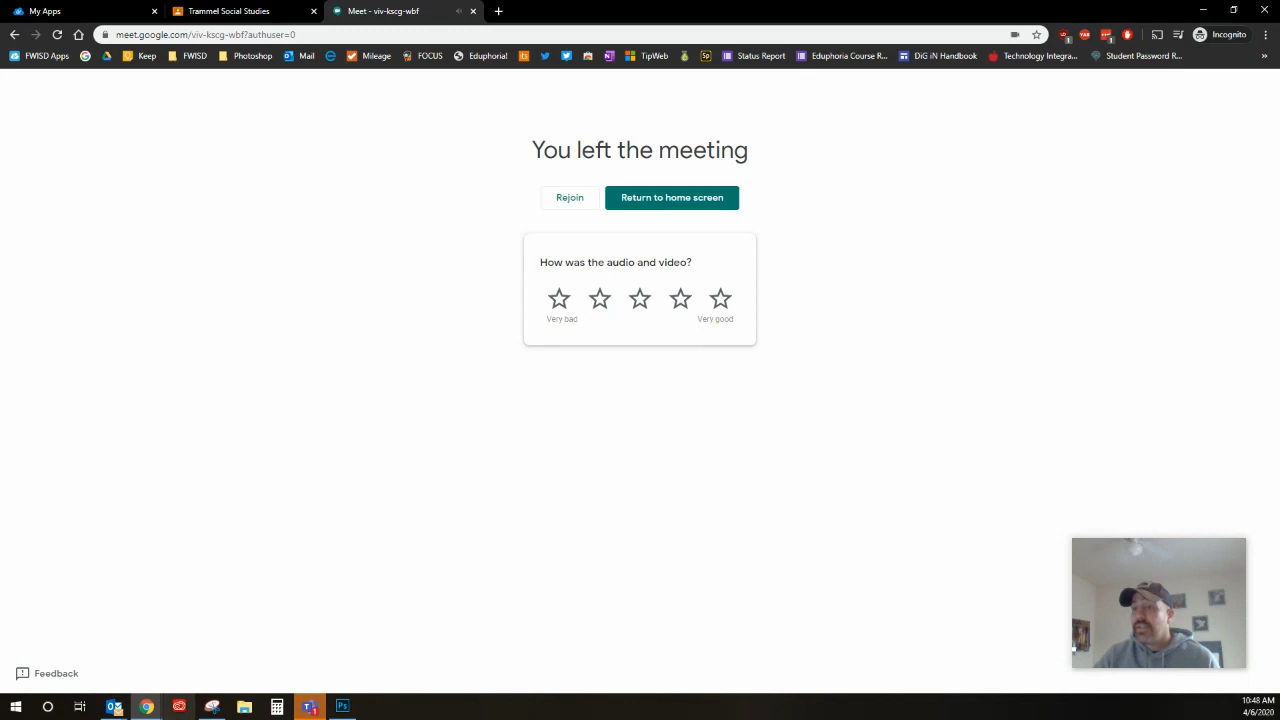 My Apps
Trammel Social Studies
Meet - viv-kscg-wbf
meet.google.com/viv-kscg-wbf?authuser=0
Incognito
FWISD Apps
Keep
FWISD
Photoshop
Mail
Mileage
FOCUS
Eduphorial
TipWeb
Sp
Status Report
Eduphoria Course R...
DiG iN Handbook
Technology Integra...
Student Password R...
»
You left the meeting
Rejoin
Return to home screen
How was the audio and video?
Very bad
Very good
Feedback
Ps
10:48 AM
4/6/2020